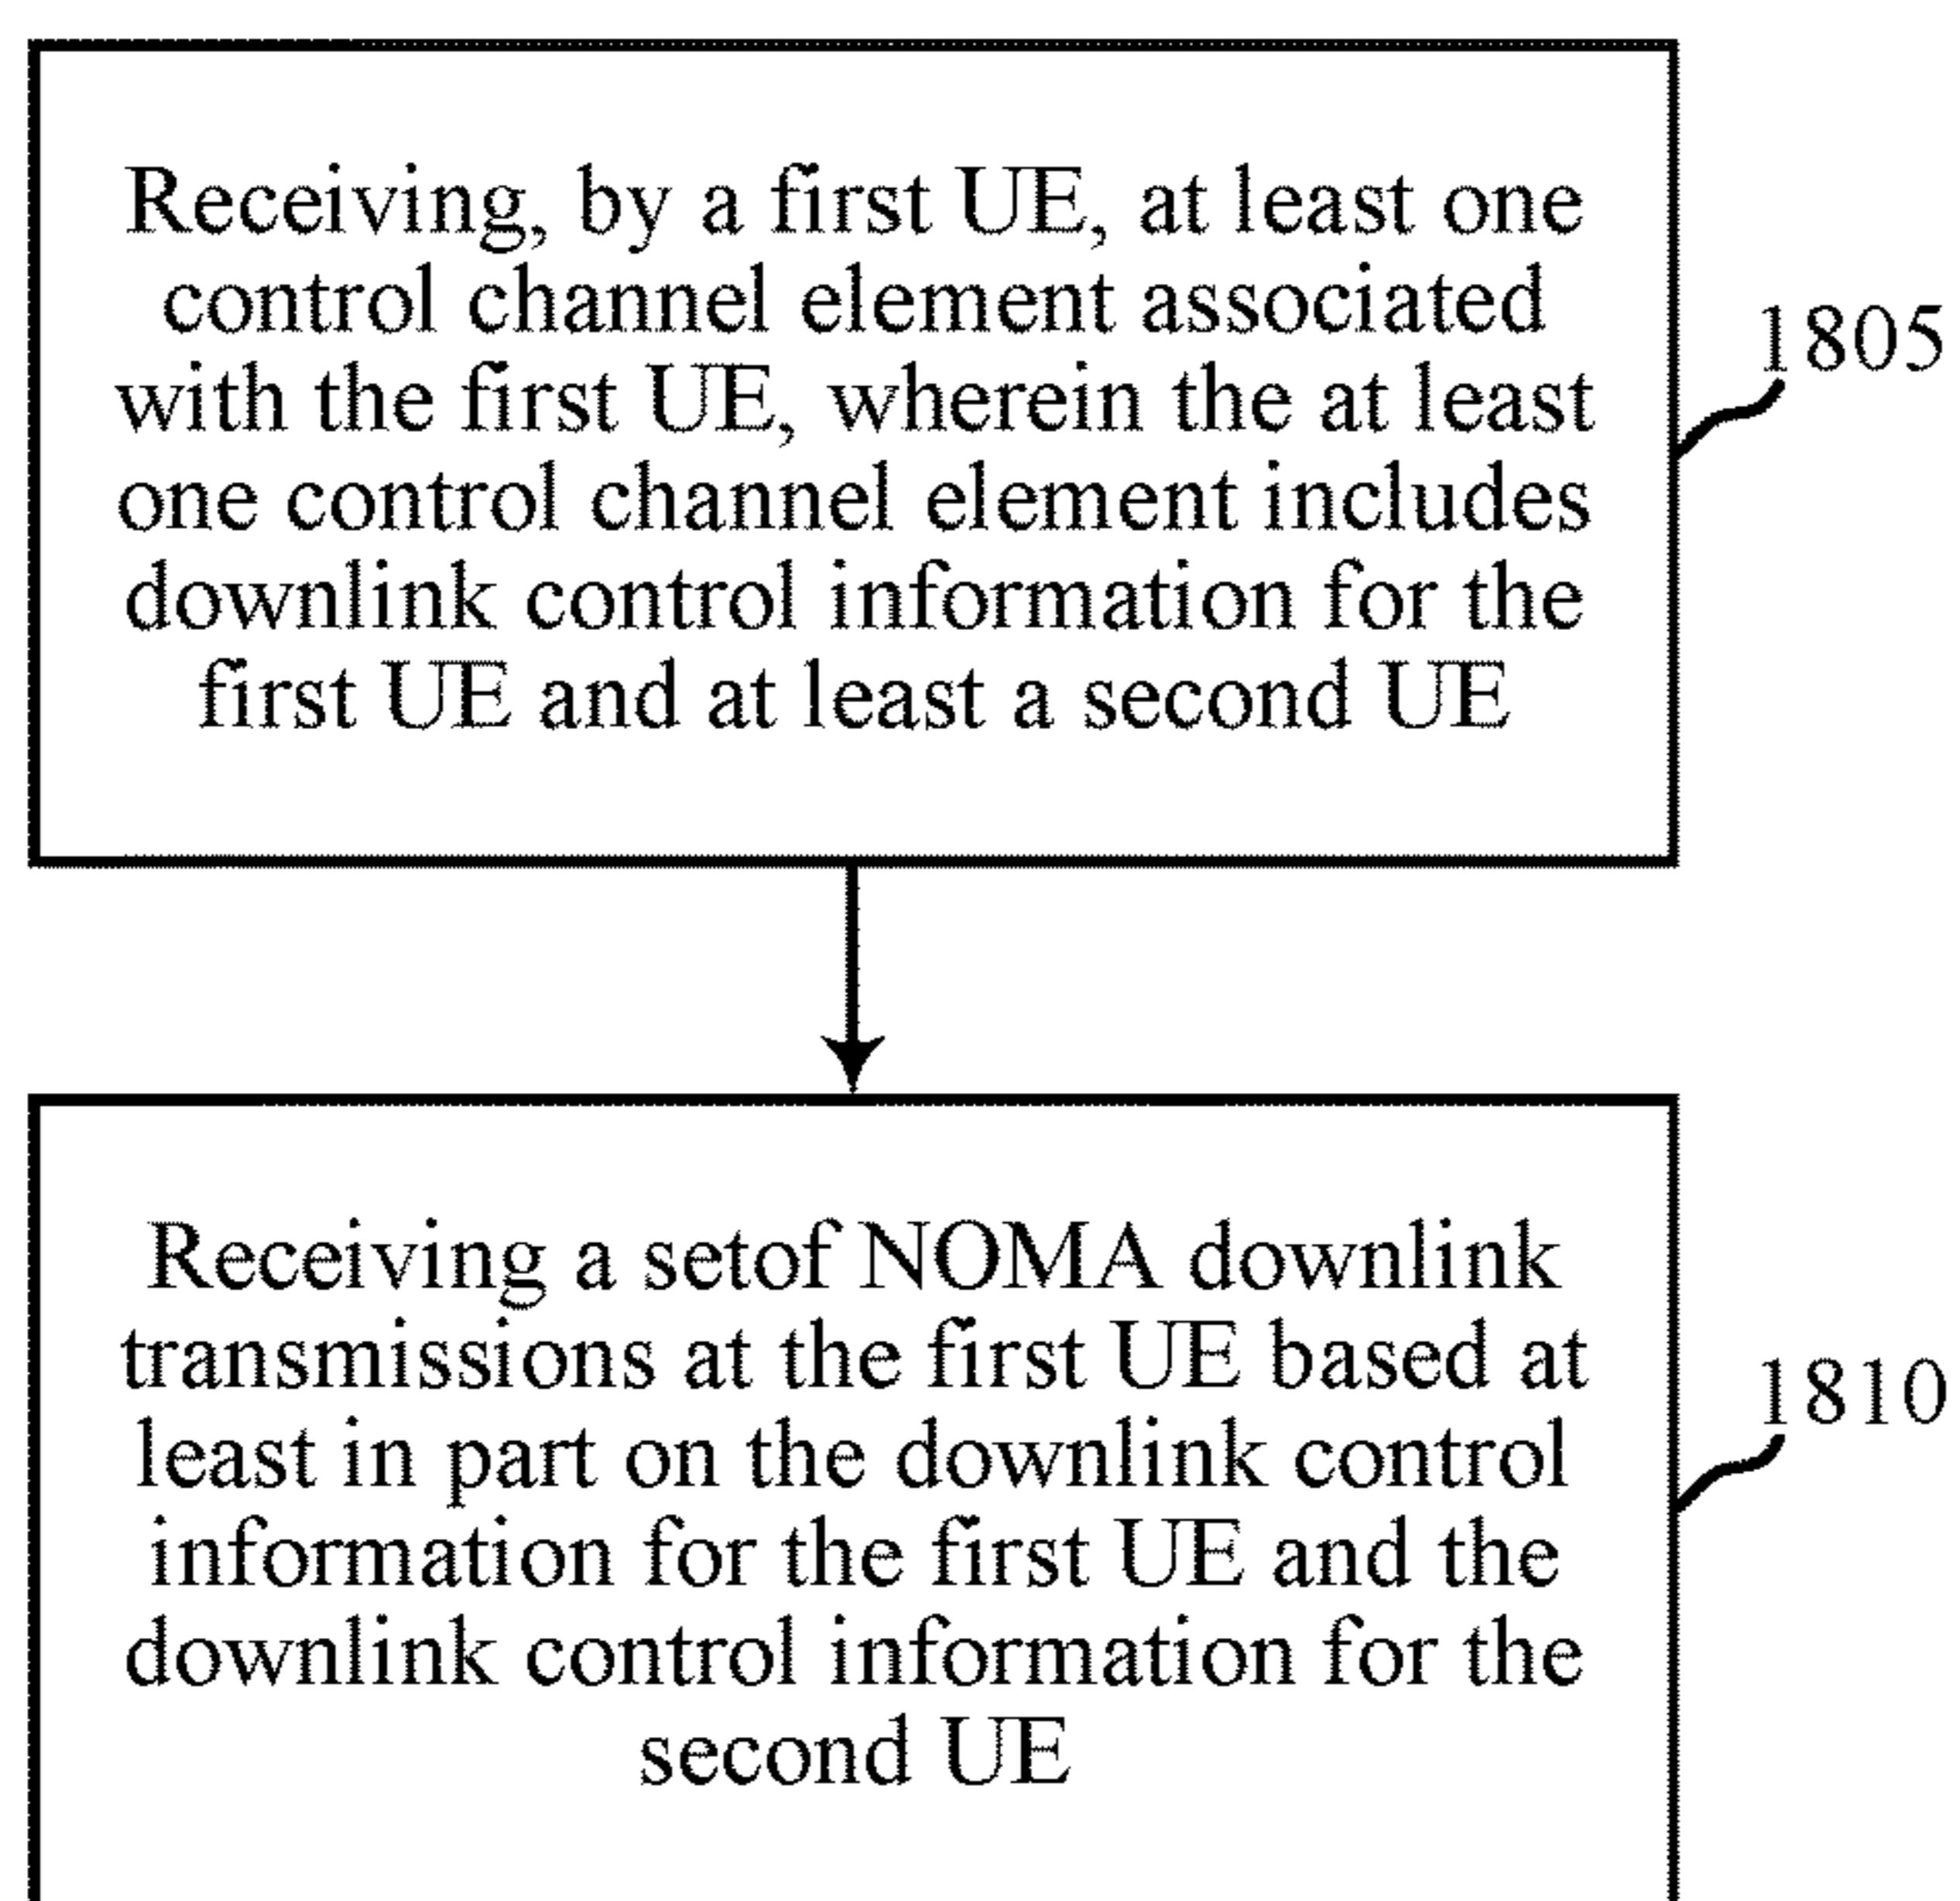 Receiving, by a first UE, at least one
control channel element associated
with the first UE, wherein the at least
one control channel element includes
downlink control information for the
first UE and at least a second UE
1805
Receiving a setof NOMA downlink
transmissions at the first UE based at
least in part on the downlink control
information for the first UE and the
downlink control information for the
second UE
1810